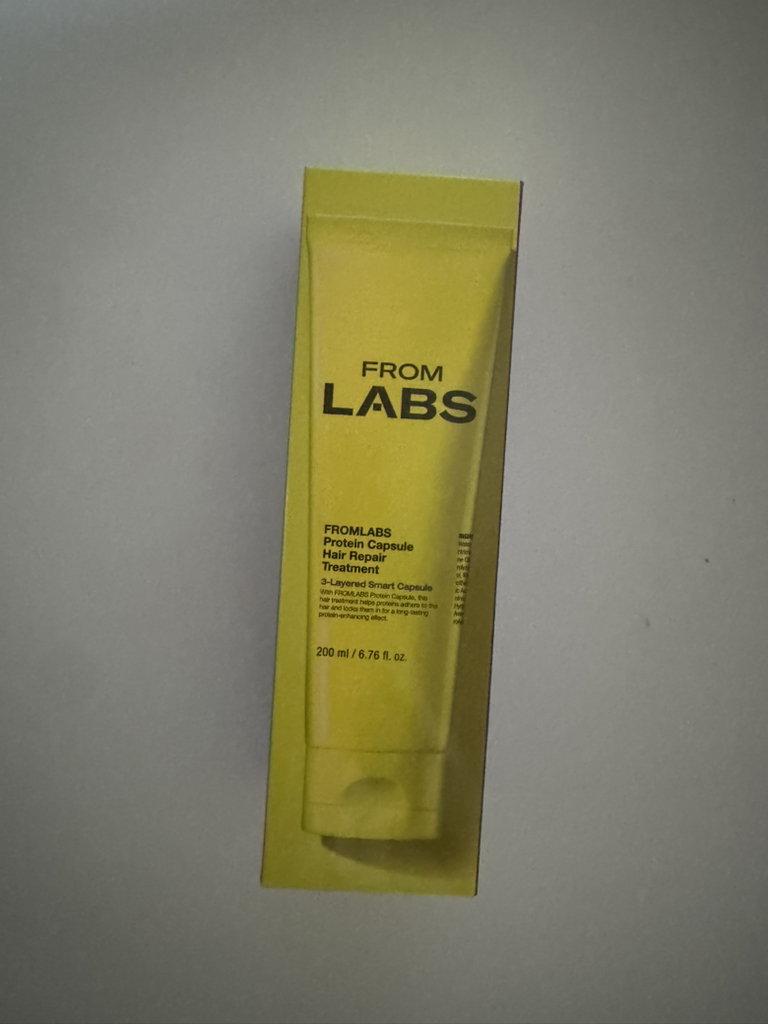 FROM
LABS
FROMLABS
Protein Capsule
Hair Repair
Treatment
3-Layered Smart Capsule
With FROMLABS Protein Capsule, this
hair treatment helps proteins adhere to the
hair and locks them in for a long-lasting
protein-enhancing effect.
200 ml / 6.76 fl. oz.